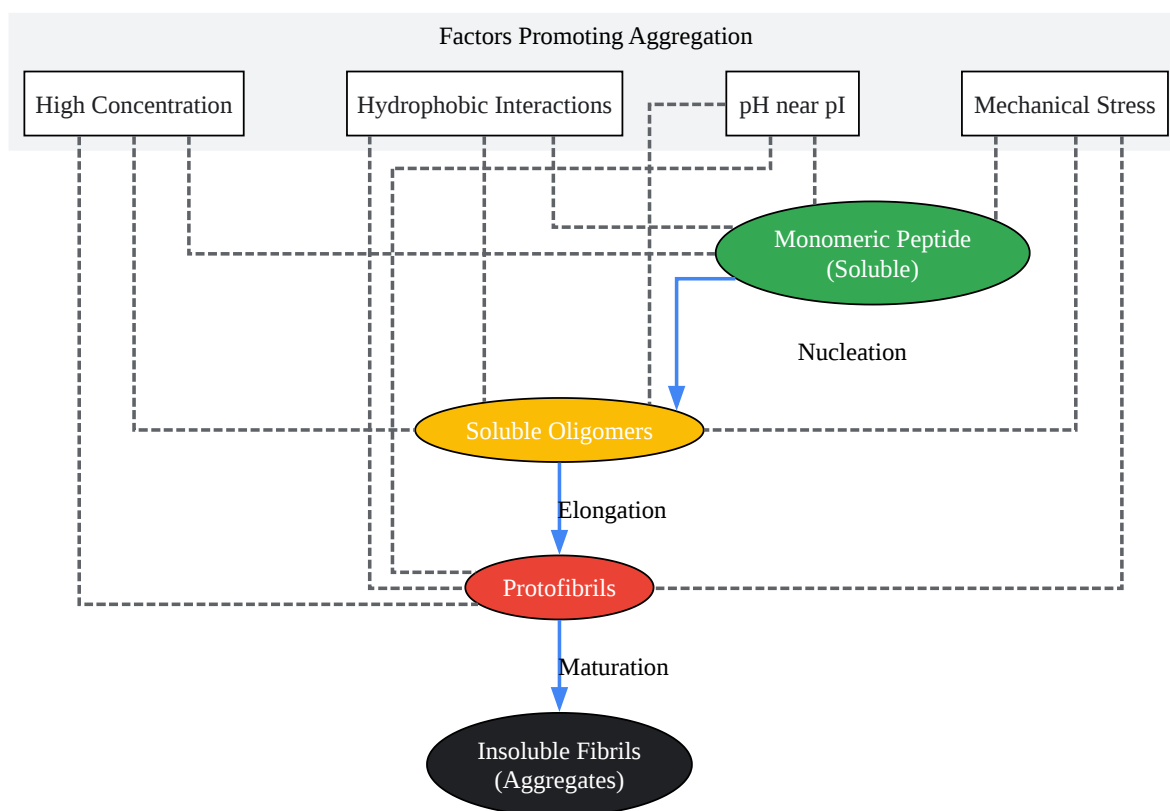 Factors Promoting Aggregation
High Concentration
Hydrophobic Interactions
pH near pI
Mechanical Stress
Monomeric Peptide
(Soluble)
Nucleation
Soluble Oligomers
Elongation
Protofibrils
Maturation
Insoluble Fibrils
(Aggregates)